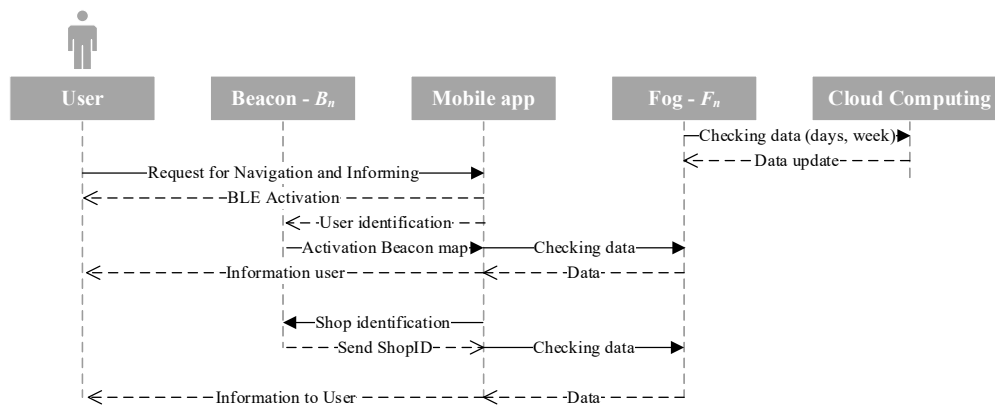 User
Beacon - Bn
Mobile app
Fog - Fn
Cloud Computing
Checking data (days, week)
Data update
Request for Navigation and Informing
BLE Activation
User identification
Activation Beacon map
Checking data
Information user
Data
Shop identification
Send ShopID
Checking data
Information to User
Data